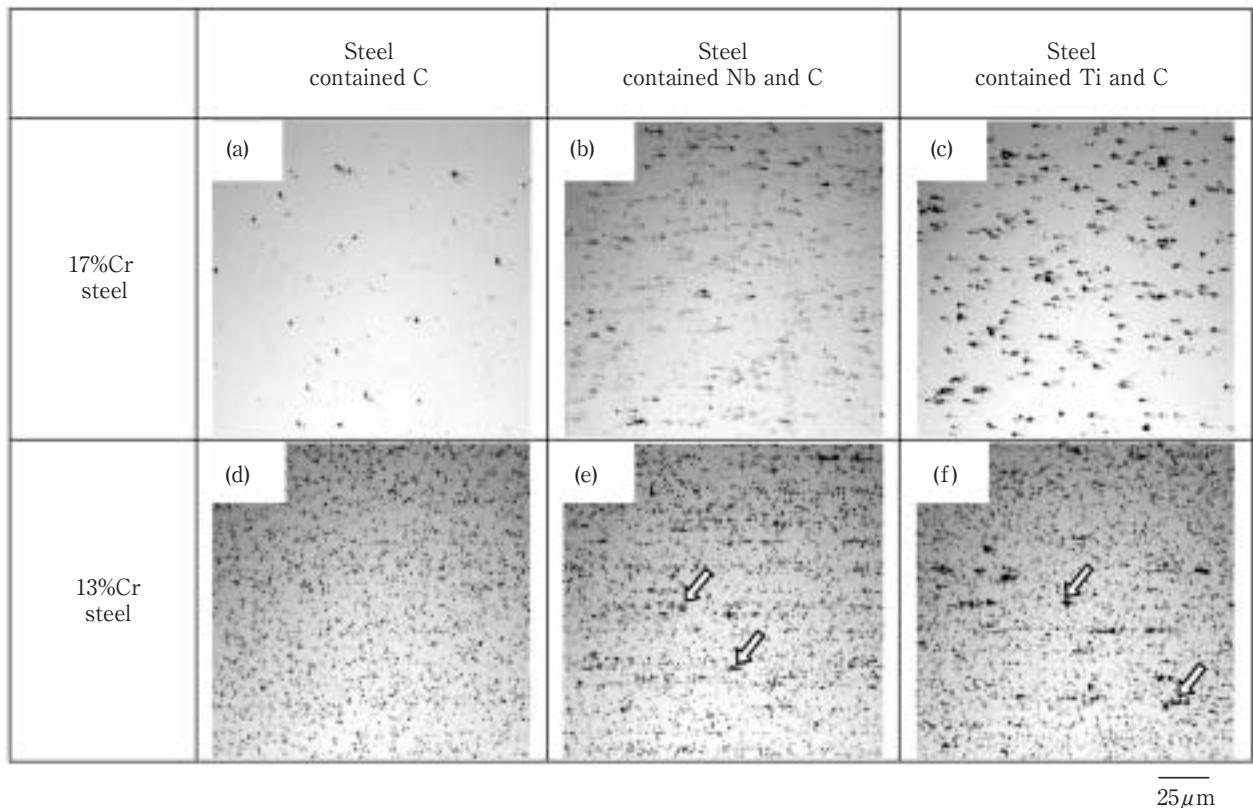 Steel
contained C
Steel
contained Nb and C
Steel
contained Ti and C
17%Cr
steel
(a)
(b)
(c)
13%Cr
steel
(d)
(e)
(f)
25μm